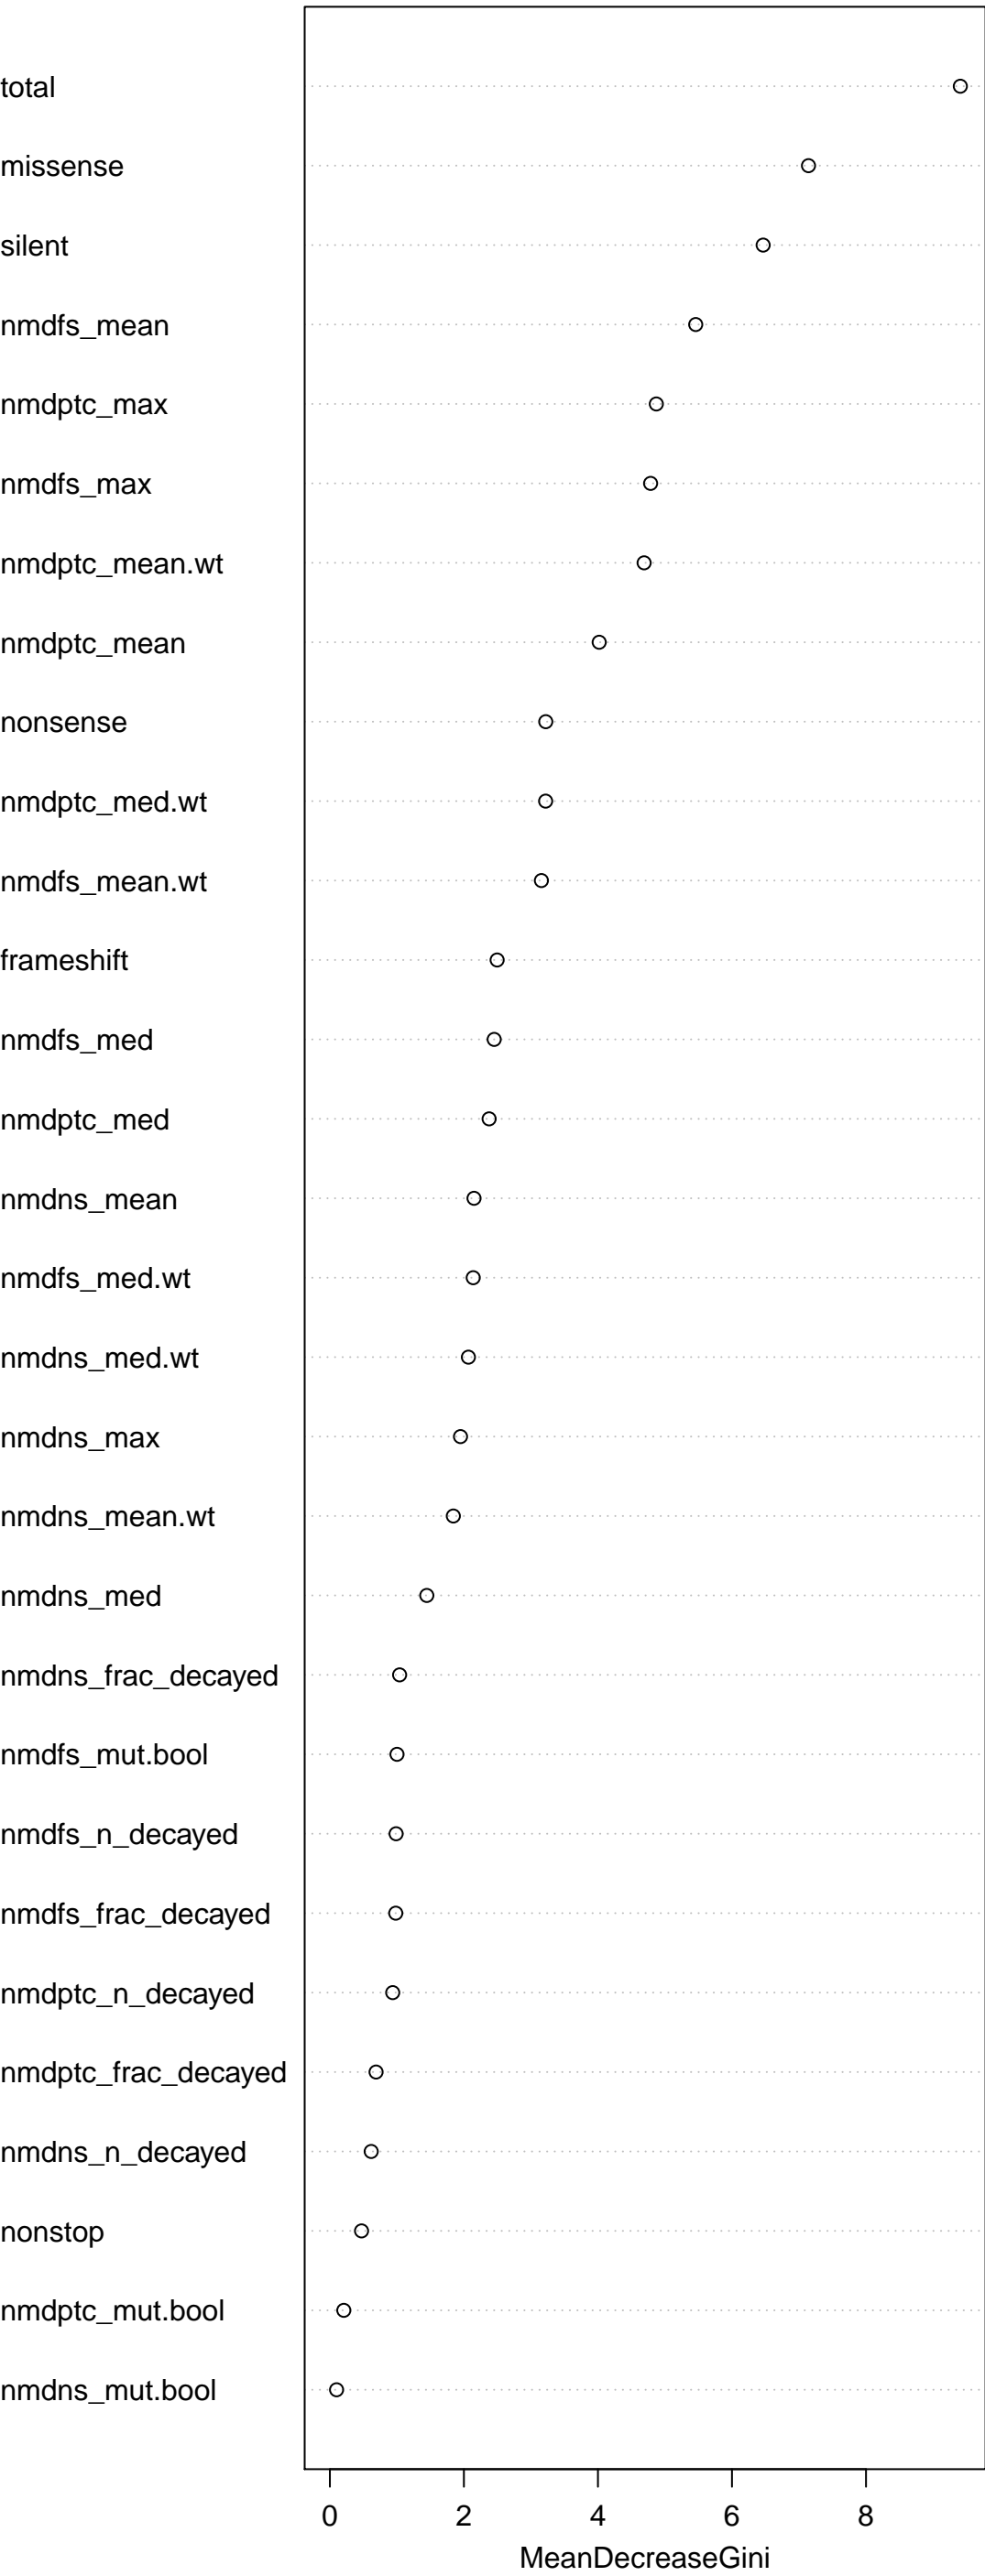 total
missense
silent
nmdfs_mean
nmdptc_max
nmdfs_max
nmdptc_mean.wt
nmdptc_mean
nonsense
nmdptc_med.wt
nmdfs_mean.wt
frameshift
nmdfs_med
nmdptc_med
nmdns_mean
nmdfs_med.wt
nmdns_med.wt
nmdns_max
nmdns_mean.wt
nmdns_med
nmdns_frac_decayed
nmdfs_mut.bool
nmdfs_n_decayed
nmdfs_frac_decayed
nmdptc_n_decayed
nmdptc_frac_decayed
nmdns_n_decayed
nonstop
nmdptc_mut.bool
nmdns_mut.bool
0 2 4 6 8
MeanDecreaseGini